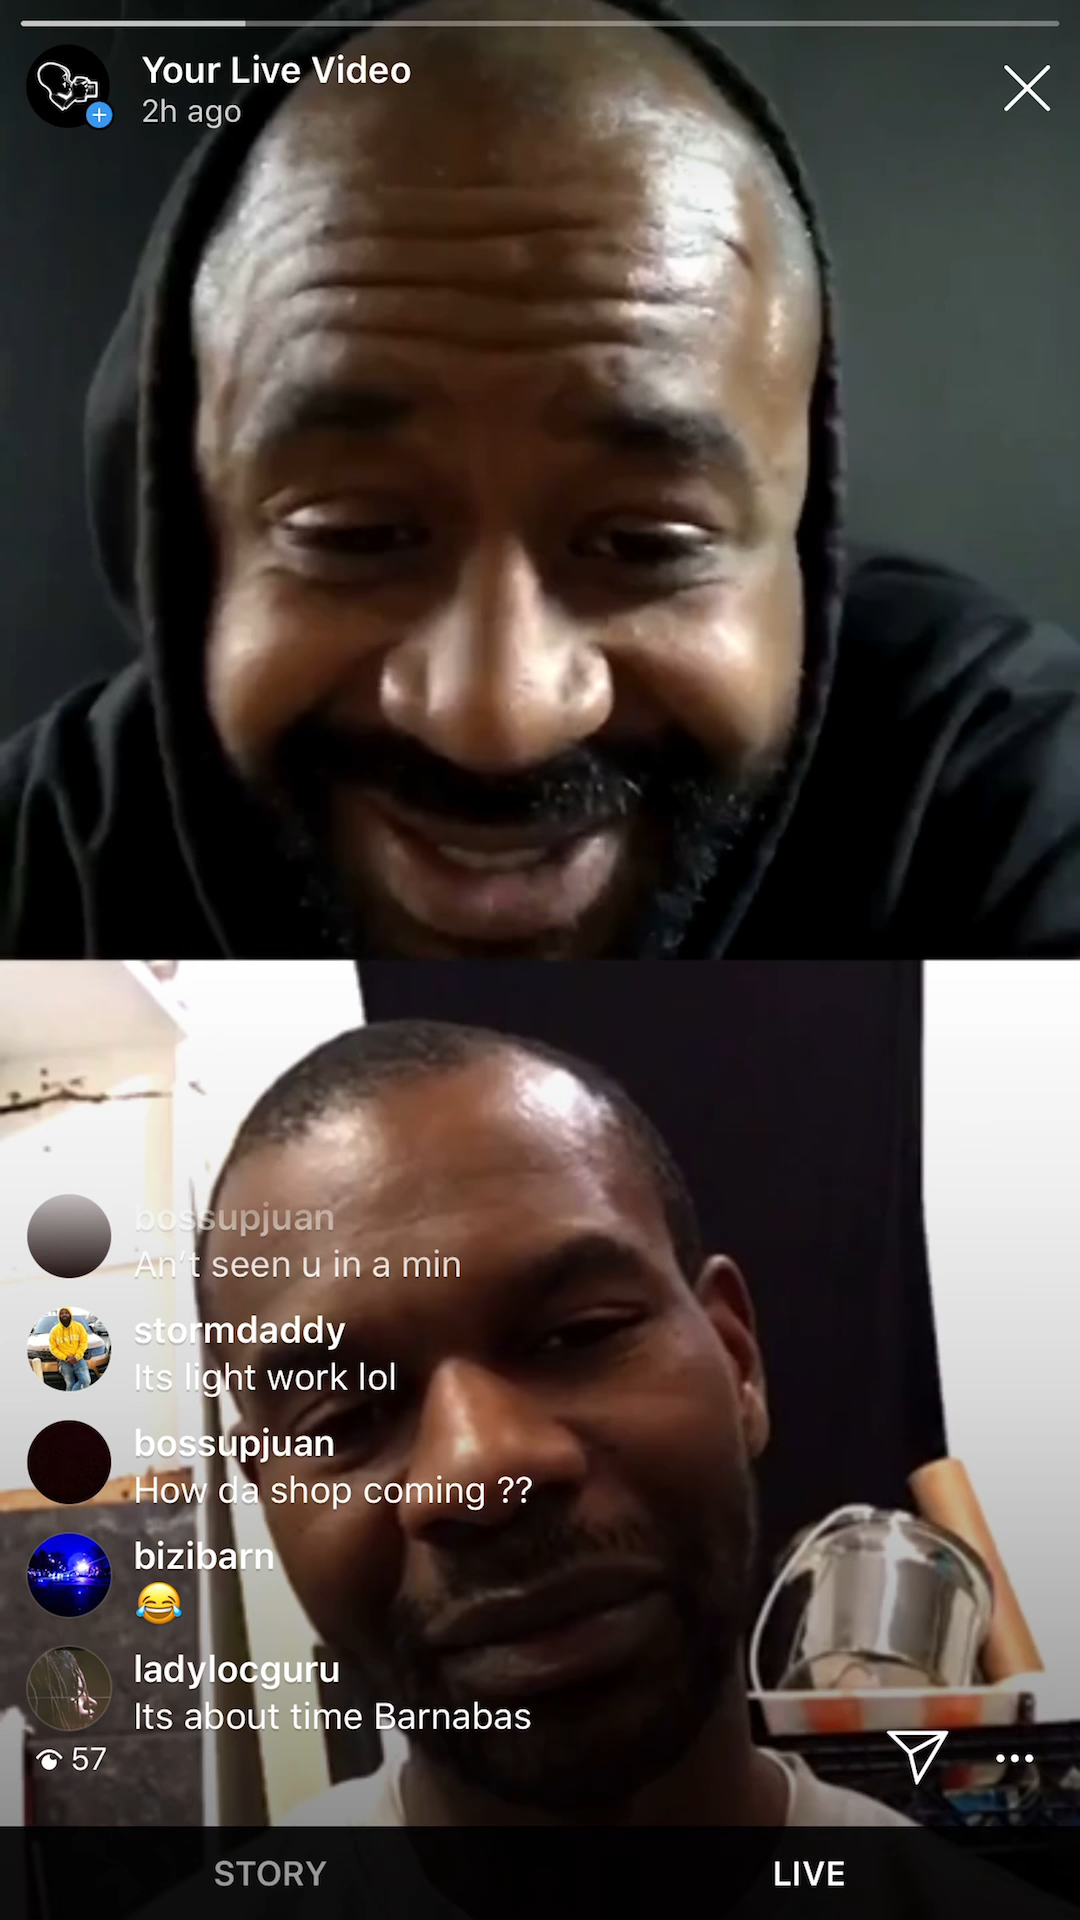 Your Live Video
2h ago
bossupjuan
An't seen u in a min
stormdaddy
Its light work lol
bossupjuan
How da shop coming ??
bizibarn
😂
ladylocguru
Its about time Barnabas
57
STORY
LIVE